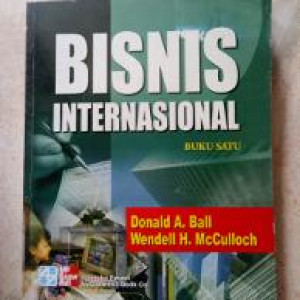 BISNIS
INTERNASIONAL
BUKU SATU
Donald A. Ball
Wendell H. McCulloch